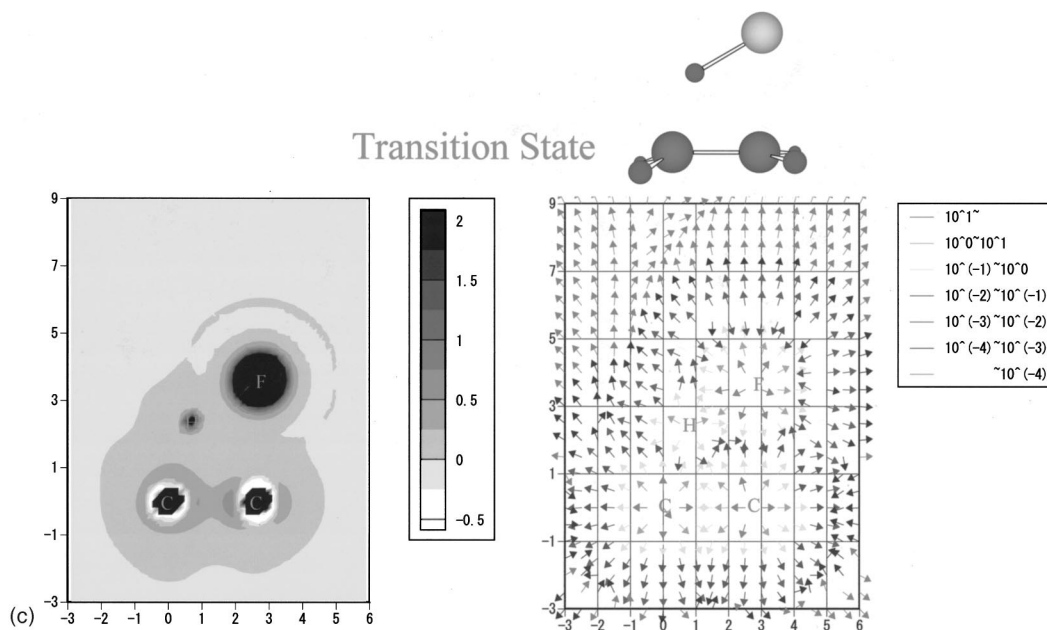 Transition State
9
7
5
3
1
-1
-3
-3 -2 -1 0 1 2 3 4 5 6
F
C
C
(c)
2
1.5
1
0.5
0
-0.5
9
7
5
3
1
-1
-3
-3 -2 -1 0 1 2 3 4 5 6
F
H
C
C
10^1~
10^0~10^1
10^(-1)~10^0
10^(-2)~10^(-1)
10^(-3)~10^(-2)
10^(-4)~10^(-3)
~10^(-4)